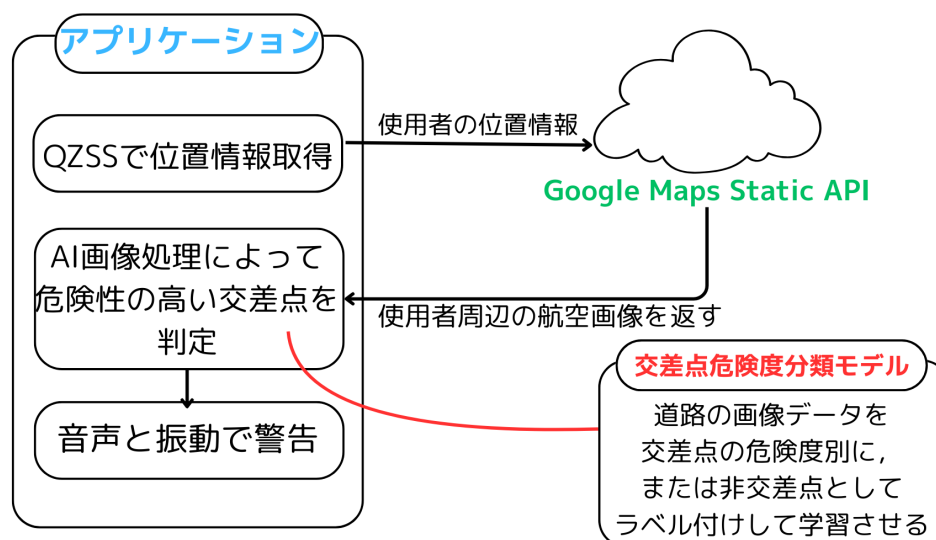 アプリケーション
QZSSで位置情報取得
使用者の位置情報
Google Maps Static API
AI画像処理によって
危険性の高い交差点を
判定
使用者周辺の航空画像を返す
音声と振動で警告
交差点危険度分類モデル
道路の画像データを
交差点の危険度別に,
または非交差点として
ラベル付けして学習させる